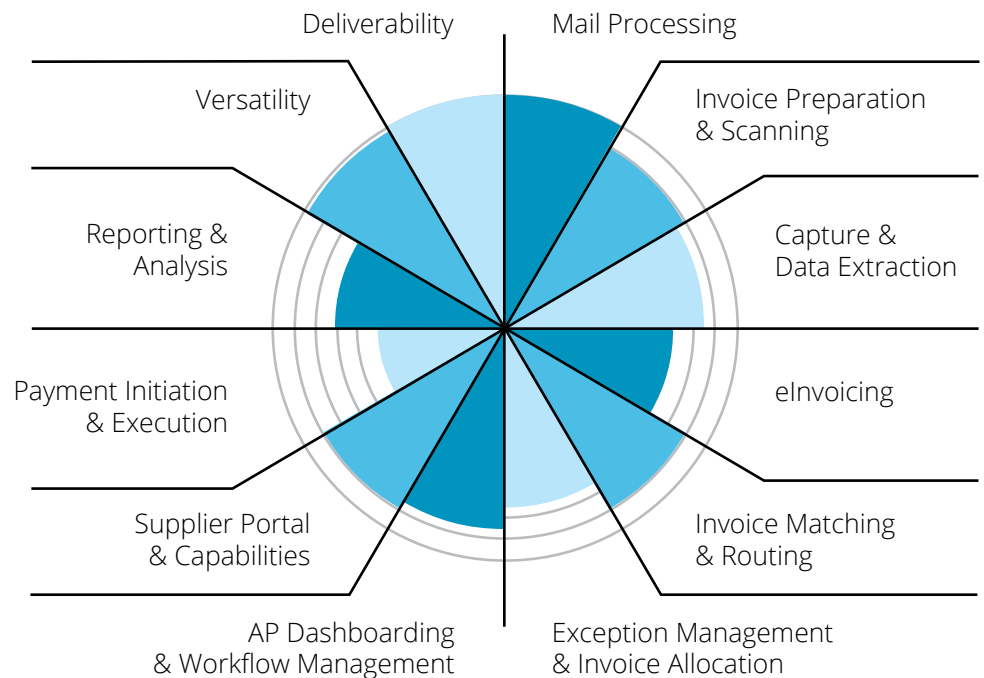 Deliverability
Mail Processing
Versatility
Invoice Preparation
& Scanning
Reporting &
Analysis
Capture &
Data Extraction
Payment Initiation
& Execution
eInvoicing
Supplier Portal
& Capabilities
Invoice Matching
& Routing
AP Dashboarding
& Workflow Management
Exception Management
& Invoice Allocation